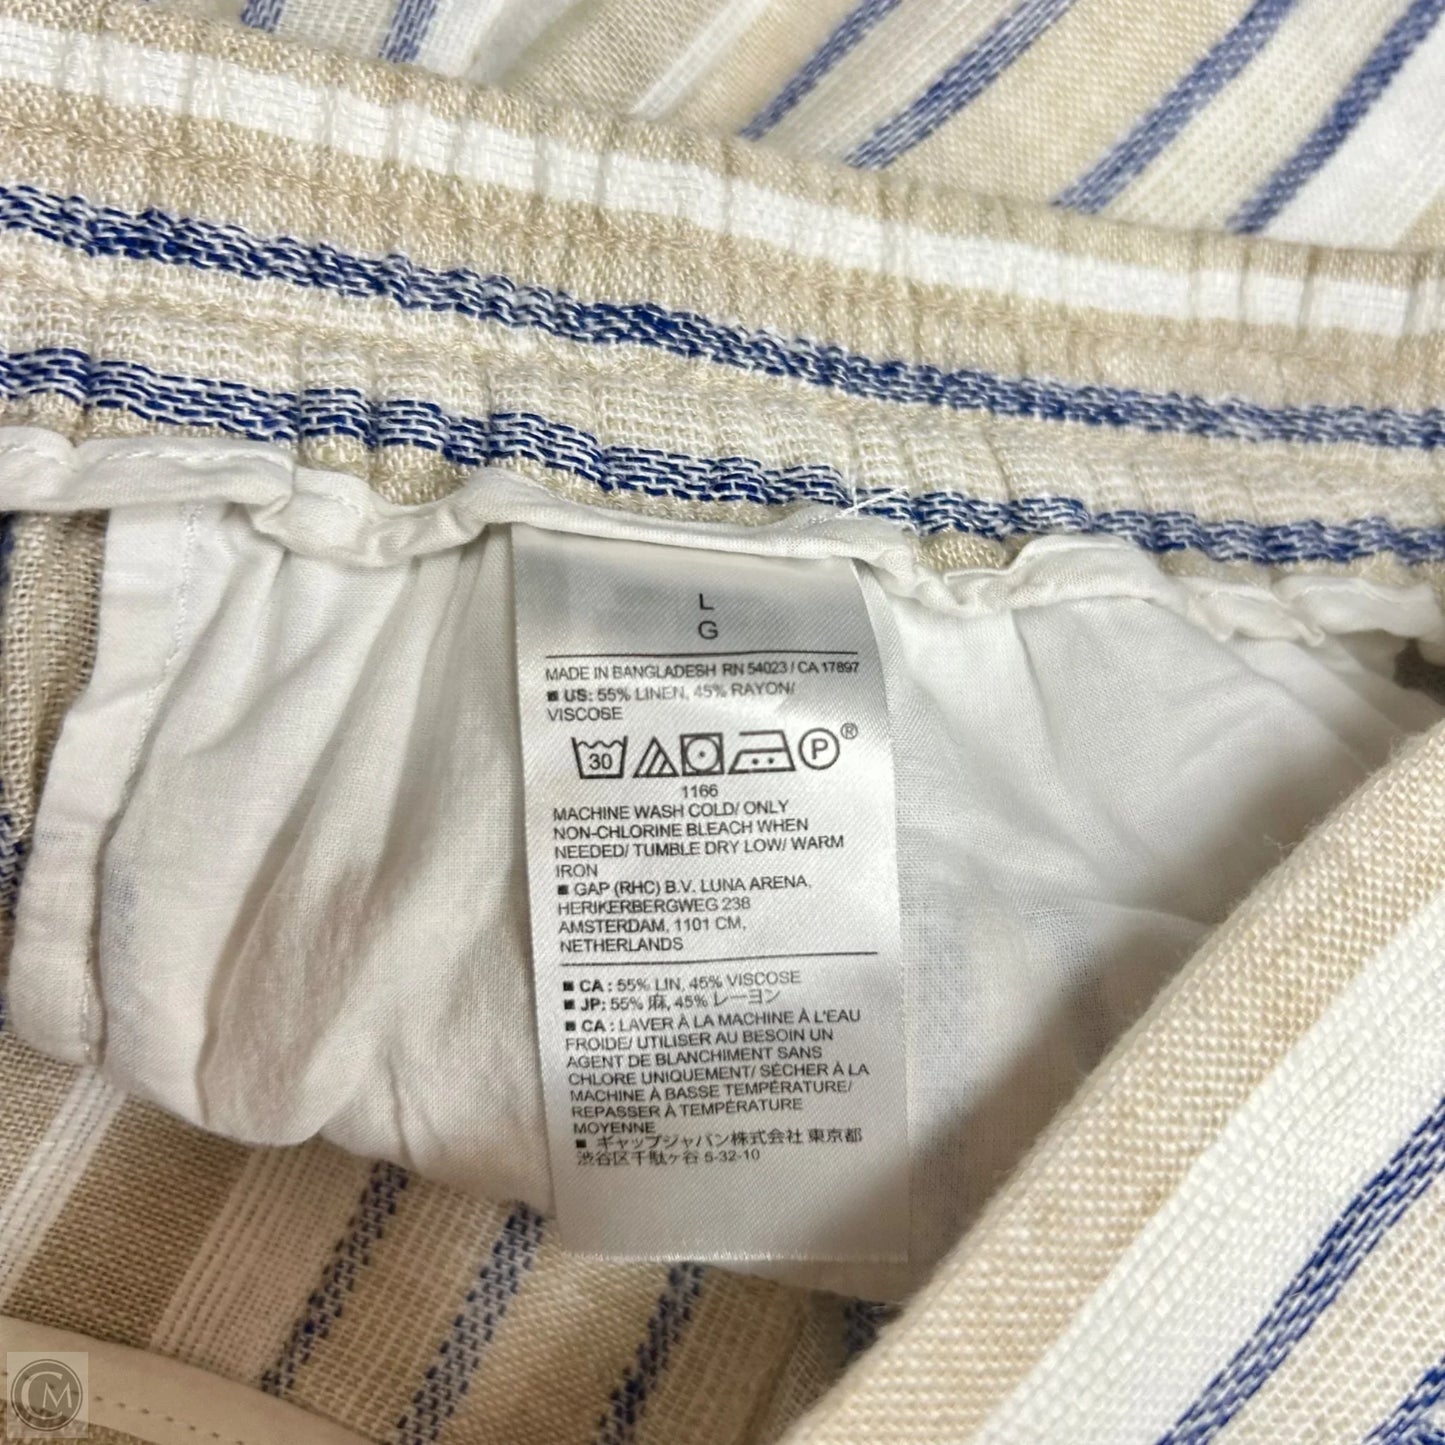 L
G
MADE IN BANGLADESH RN 54023 / CA 17897
■ US: 55% LINEN, 45% RAYON/
VISCOSE
30 P®
1166
MACHINE WASH COLD/ ONLY
NON-CHLORINE BLEACH WHEN
NEEDED/ TUMBLE DRY LOW/ WARM
IRON
■ GAP (RHC) B.V. LUNA ARENA,
HERIKERBERGWEG 238
AMSTERDAM, 1101 CM,
NETHERLANDS
■ CA : 55% LIN, 45% VISCOSE
■ JP: 55% 麻, 45% レーヨン
■ CA : LAVER À LA MACHINE À L'EAU
FROIDE/ UTILISER AU BESOIN UN
AGENT DE BLANCHIMENT SANS
CHLORE UNIQUEMENT/ SÉCHER À LA
MACHINE À BASSE TEMPÉRATURE/
REPASSER À TEMPÉRATURE
MOYENNE
■ ギャップジャパン株式会社 東京都
渋谷区千駄ヶ谷 5-32-10
CM